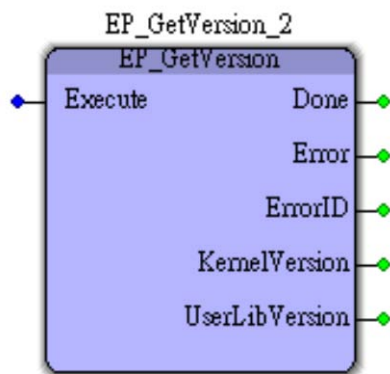 EP_GetVersion_2
EP_GetVersion
Execute Done
Error
ErrorID
KernelVersion
UserLibVersion